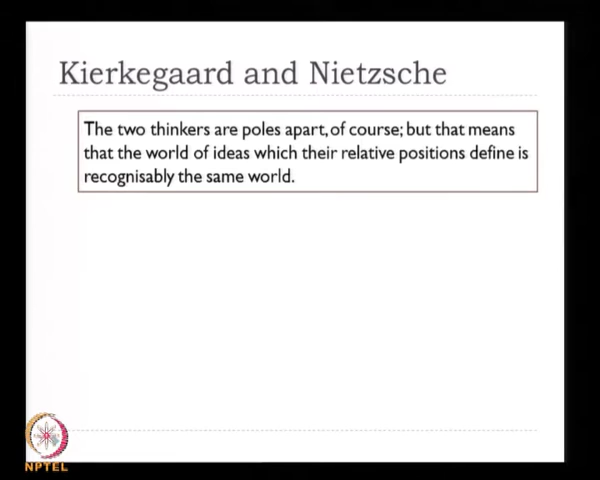 Kierkegaard and Nietzsche
The two thinkers are poles apart, of course; but that means
that the world of ideas which their relative positions define is
recognisably the same world.
NPTEL